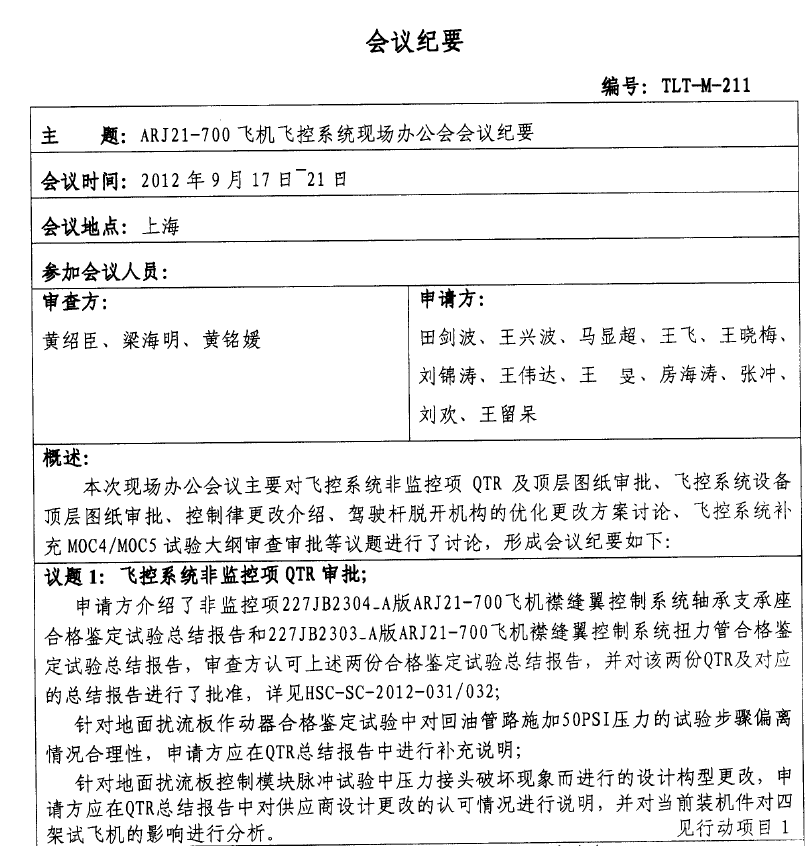 会议纪要
编号：TLT-M-211
主　　题：ARJ21-700飞机飞控系统现场办公会会议纪要
会议时间：2012年9月17日~21日
会议地点：上海
参加会议人员：
审查方：
黄绍臣、梁海明、黄铭媛
申请方：
田剑波、王兴波、马显超、王飞、王晓梅、
刘锦涛、王伟达、王　旻、房海涛、张冲、
刘欢、王留呆
概述：
本次现场办公会议主要对飞控系统非监控项 QTR 及顶层图纸审批、飞控系统设备
顶层图纸审批、控制律更改介绍、驾驶杆脱开机构的优化更改方案讨论、飞控系统补
充MOC4/MOC5试验大纲审查审批等议题进行了讨论，形成会议纪要如下：
议题 1：飞控系统非监控项 QTR 审批；
申请方介绍了非监控项227JB2304_A版ARJ21-700飞机襟缝翼控制系统轴承支承座
合格鉴定试验总结报告和227JB2303_A版ARJ21-700飞机襟缝翼控制系统扭力管合格鉴
定试验总结报告，审查方认可上述两份合格鉴定试验总结报告，并对该两份QTR及对应
的总结报告进行了批准，详见HSC-SC-2012-031/032；
针对地面扰流板作动器合格鉴定试验中对回油管路施加50PSI压力的试验步骤偏离
情况合理性，申请方应在QTR总结报告中进行补充说明；
针对地面扰流板控制模块脉冲试验中压力接头破坏现象而进行的设计构型更改，申
请方应在QTR总结报告中对供应商设计更改的认可情况进行说明，并对当前装机件对四
架试飞机的影响进行分析。　　见行动项目 1